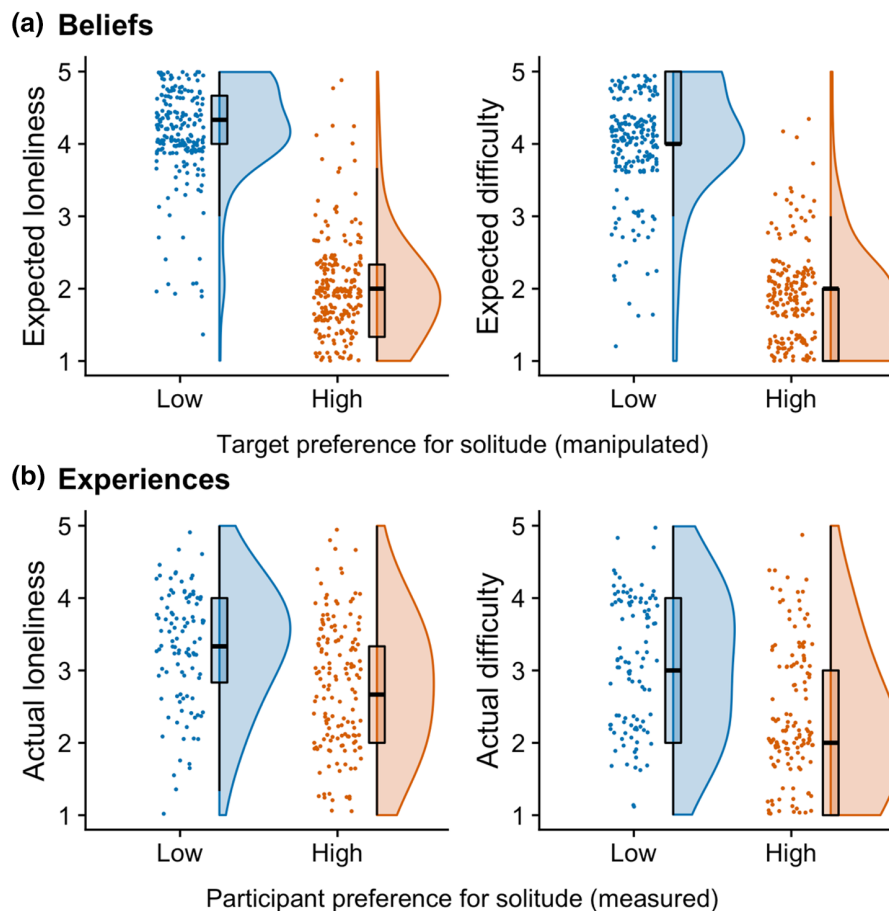 (a) Beliefs
Expected loneliness
5
4
3
2
1
Low
High
Expected difficulty
5
4
3
2
1
Low
High
Target preference for solitude (manipulated)
(b) Experiences
Actual loneliness
5
4
3
2
1
Low
High
Actual difficulty
5
4
3
2
1
Low
High
Participant preference for solitude (measured)